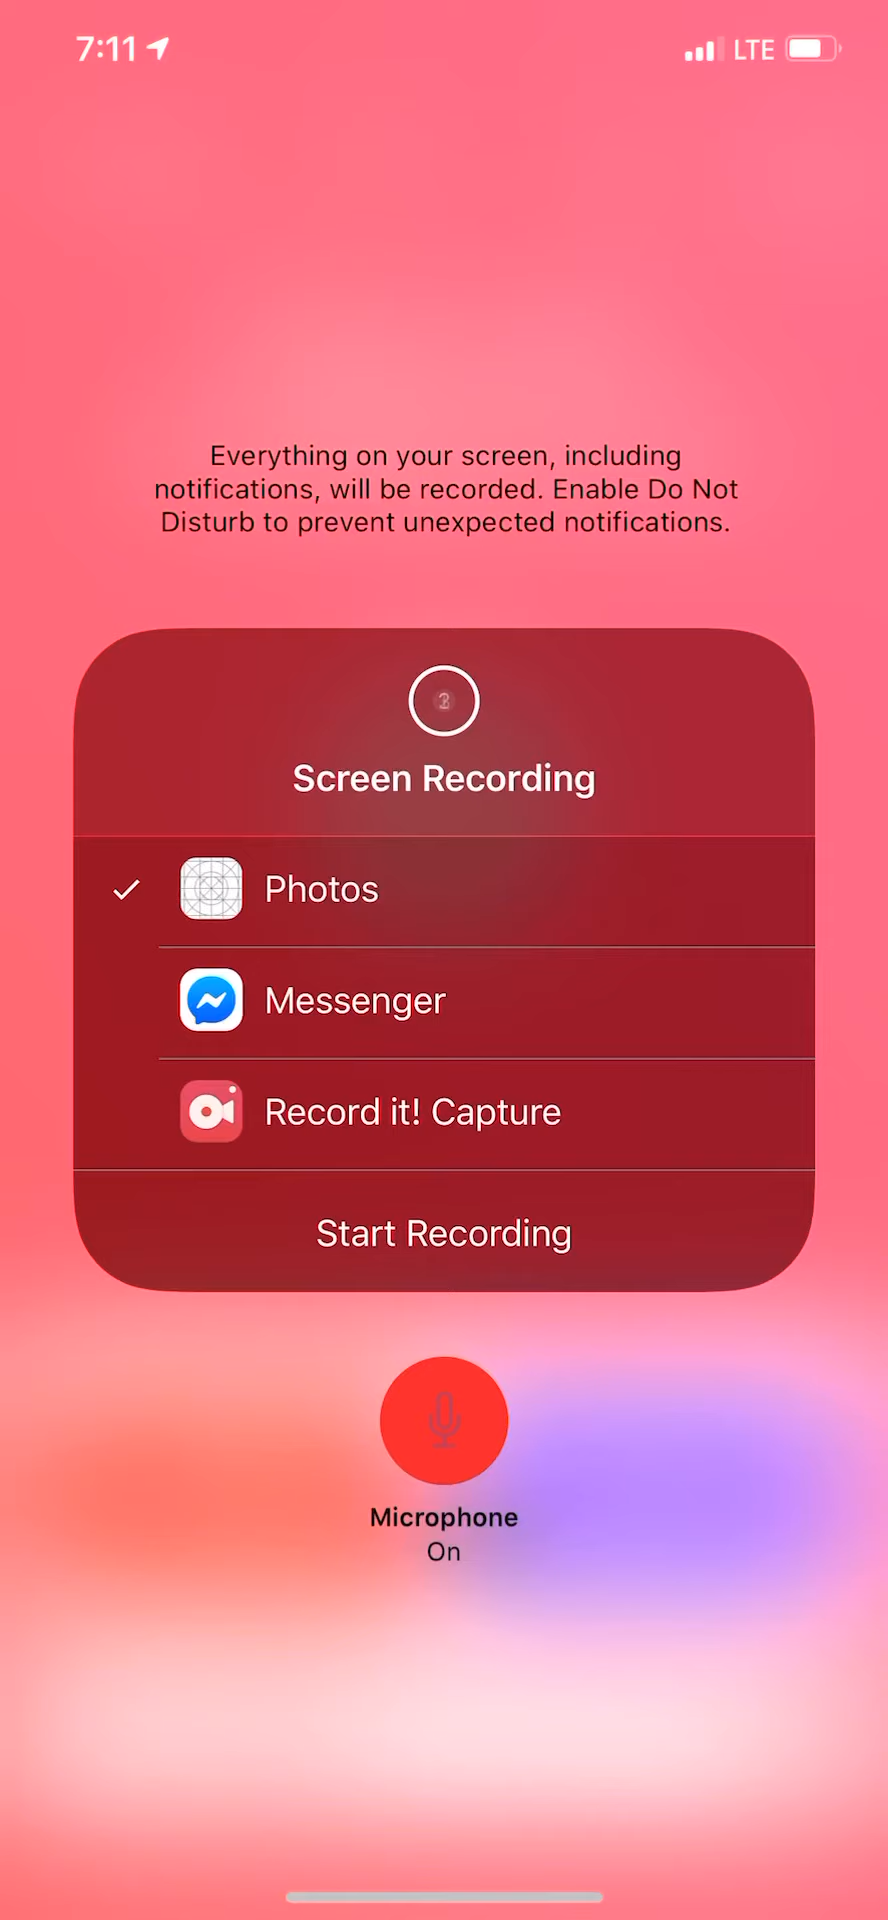 7:11
LTE
Everything on your screen, including
notifications, will be recorded. Enable Do Not
Disturb to prevent unexpected notifications.
Screen Recording
Photos
Messenger
Record it! Capture
Start Recording
Microphone
On